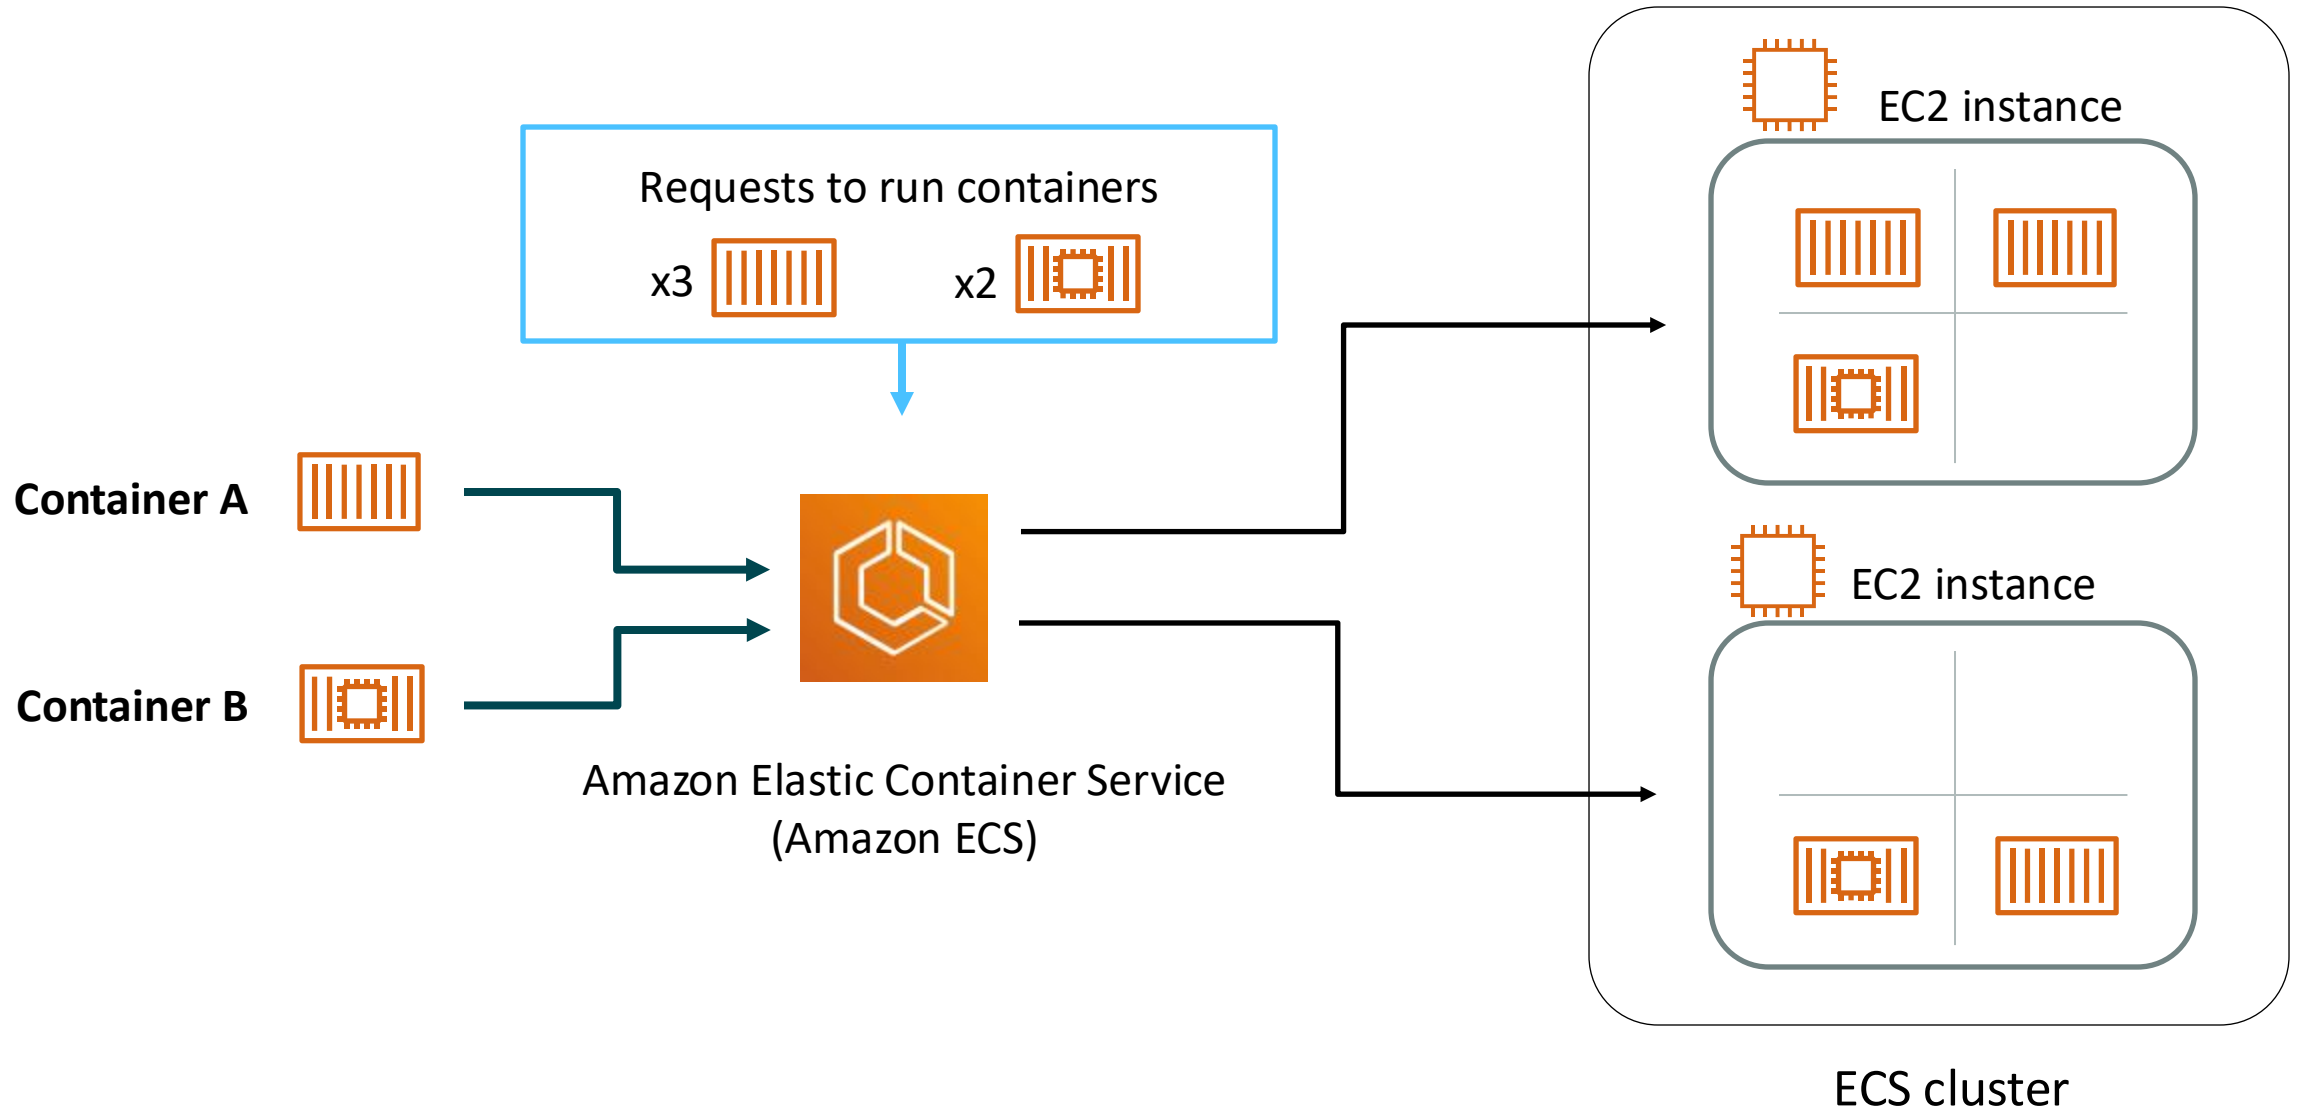 EC2 instance
Requests to run containers
x3
x2
Container A
EC2 instance
Container B
Amazon Elastic Container Service
(Amazon ECS)
ECS cluster